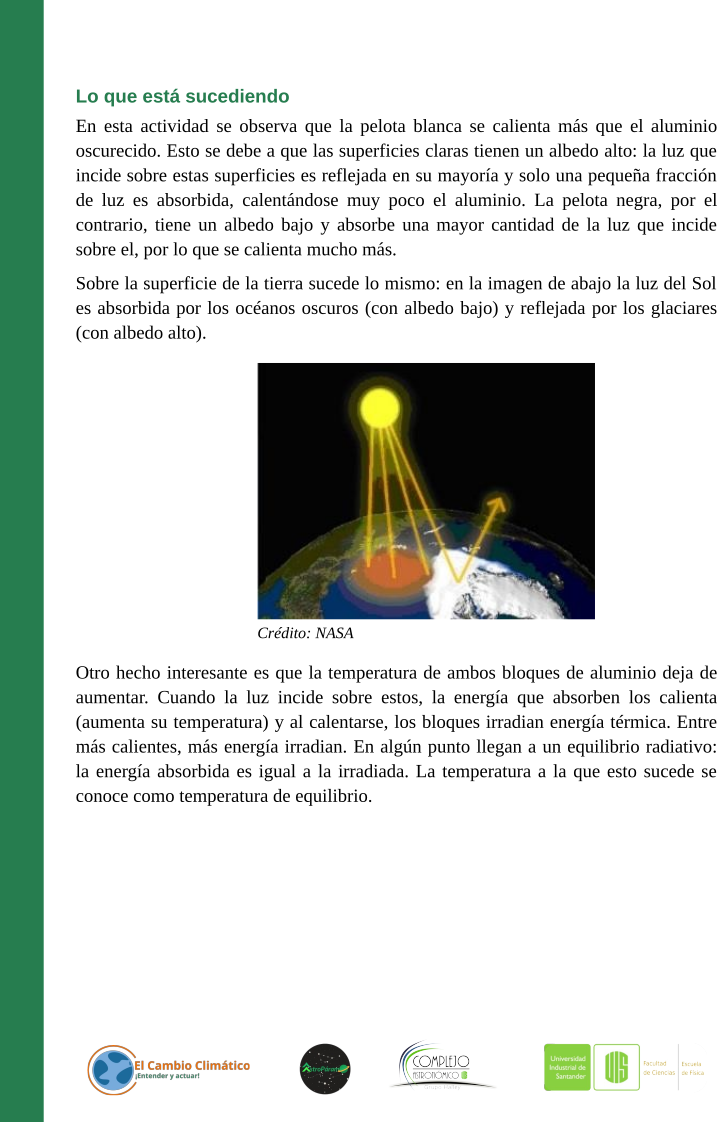 Lo que está sucediendo
En esta actividad se observa que la pelota blanca se calienta más que el aluminio
oscurecido. Esto se debe a que las superficies claras tienen un albedo alto: la luz que
incide sobre estas superficies es reflejada en su mayoría y solo una pequeña fracción
de luz es absorbida, calentándose muy poco el aluminio. La pelota negra, por el
contrario, tiene un albedo bajo y absorbe una mayor cantidad de la luz que incide
sobre el, por lo que se calienta mucho más.
Sobre la superficie de la tierra sucede lo mismo: en la imagen de abajo la luz del Sol
es absorbida por los océanos oscuros (con albedo bajo) y reflejada por los glaciares
(con albedo alto).
Crédito: NASA
Otro hecho interesante es que la temperatura de ambos bloques de aluminio deja de
aumentar. Cuando la luz incide sobre estos, la energía que absorben los calienta
(aumenta su temperatura) y al calentarse, los bloques irradian energía térmica. Entre
más calientes, más energía irradian. En algún punto llegan a un equilibrio radiativo:
la energía absorbida es igual a la irradiada. La temperatura a la que esto sucede se
conoce como temperatura de equilibrio.
El Cambio Climático
¡Entender y actuar!
COMPLEJO
ASTRONOMICO
Universidad
Industrial de
Santander
UIS
Facultad
de Ciencias
Escuela
de Física